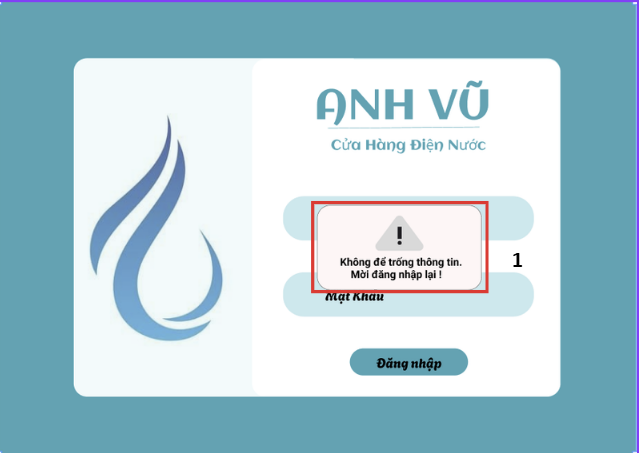 ANH VŨ
Cửa Hàng Điện Nước
!
Không để trống thông tin.
Mời đăng nhập lại !
1
Mật Khẩu
Đăng nhập